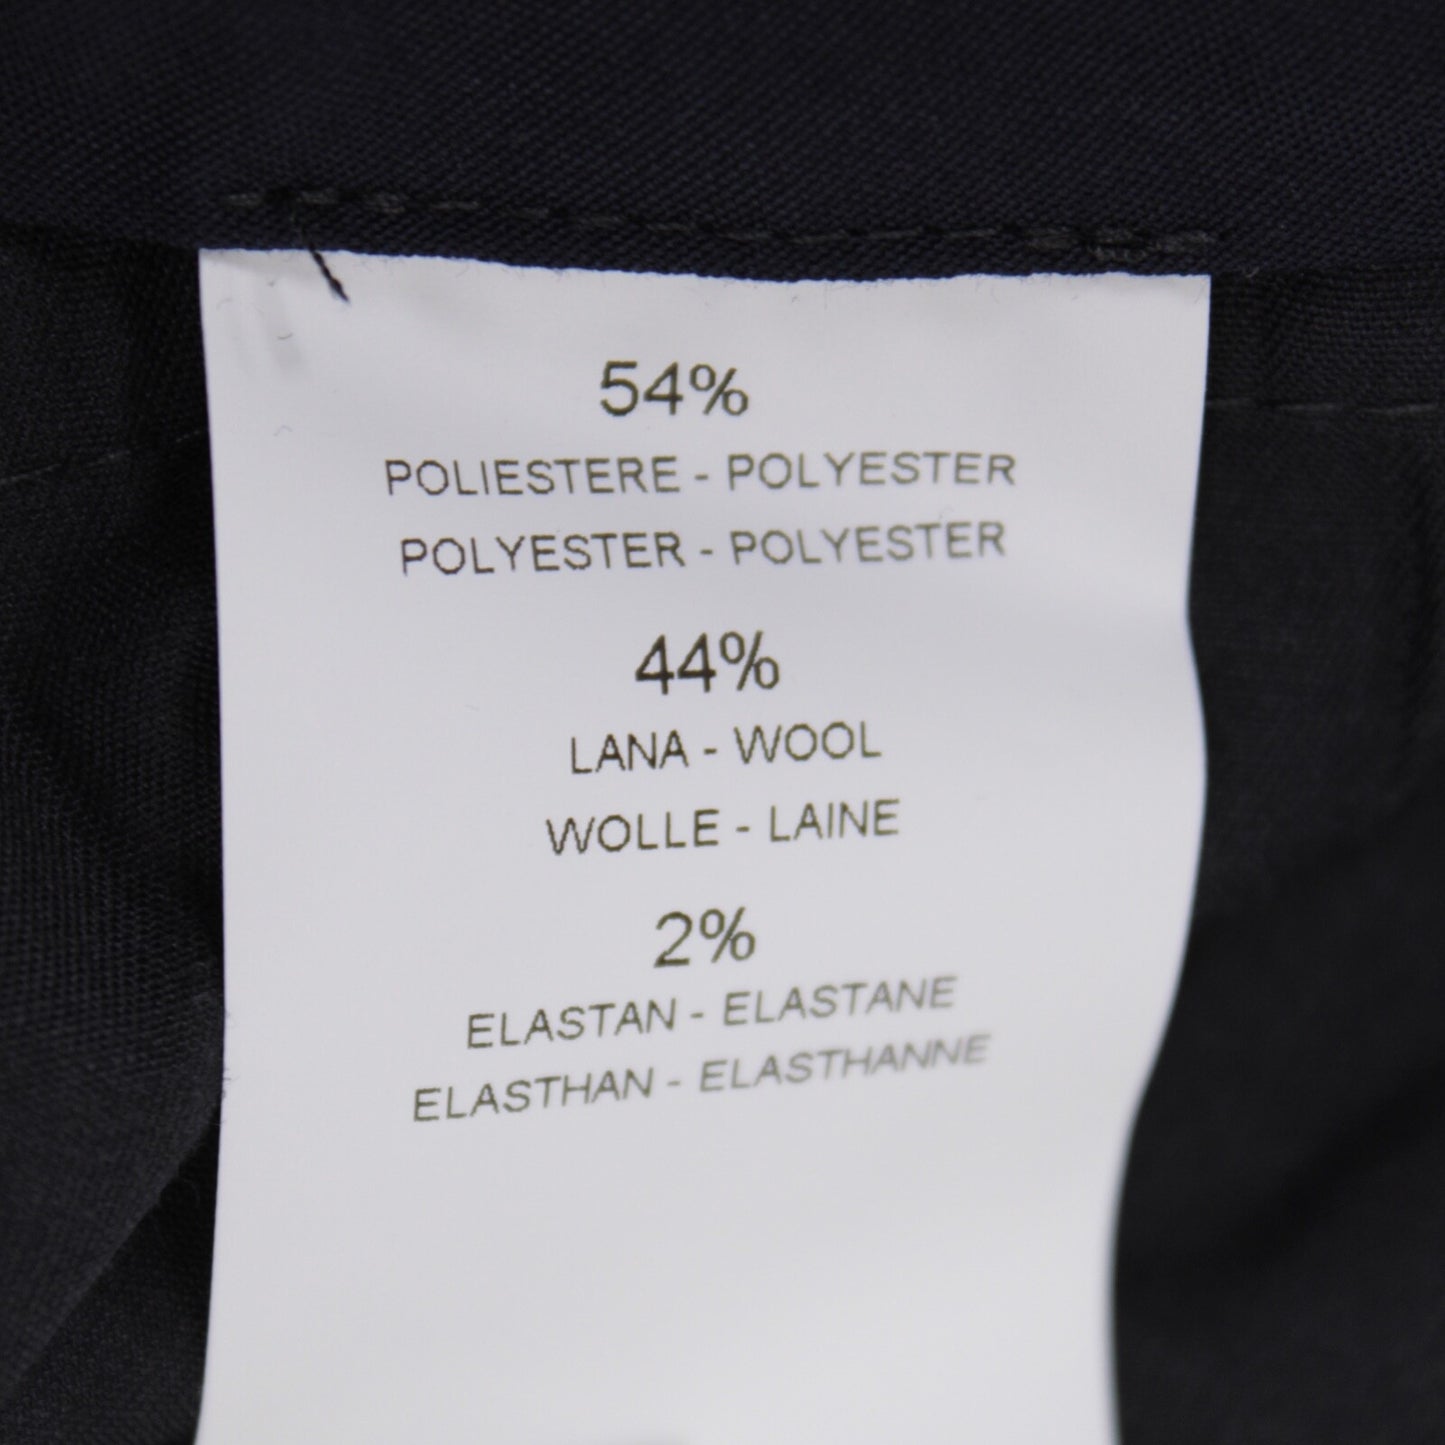 54%
POLIESTERE - POLYESTER
POLYESTER - POLYESTER
44%
LANA - WOOL
WOLLE - LAINE
2%
ELASTAN - ELASTANE
ELASTHAN - ELASTHANNE